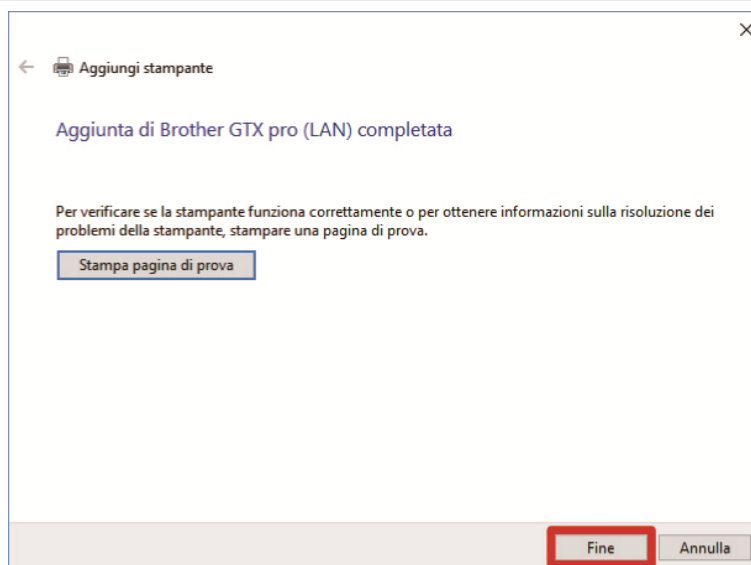 Aggiungi stampante
Aggiunta di Brother GTX pro (LAN) completata
Per verificare se la stampante funziona correttamente o per ottenere informazioni sulla risoluzione dei
problemi della stampante, stampare una pagina di prova.
Stampa pagina di prova
Fine Annulla